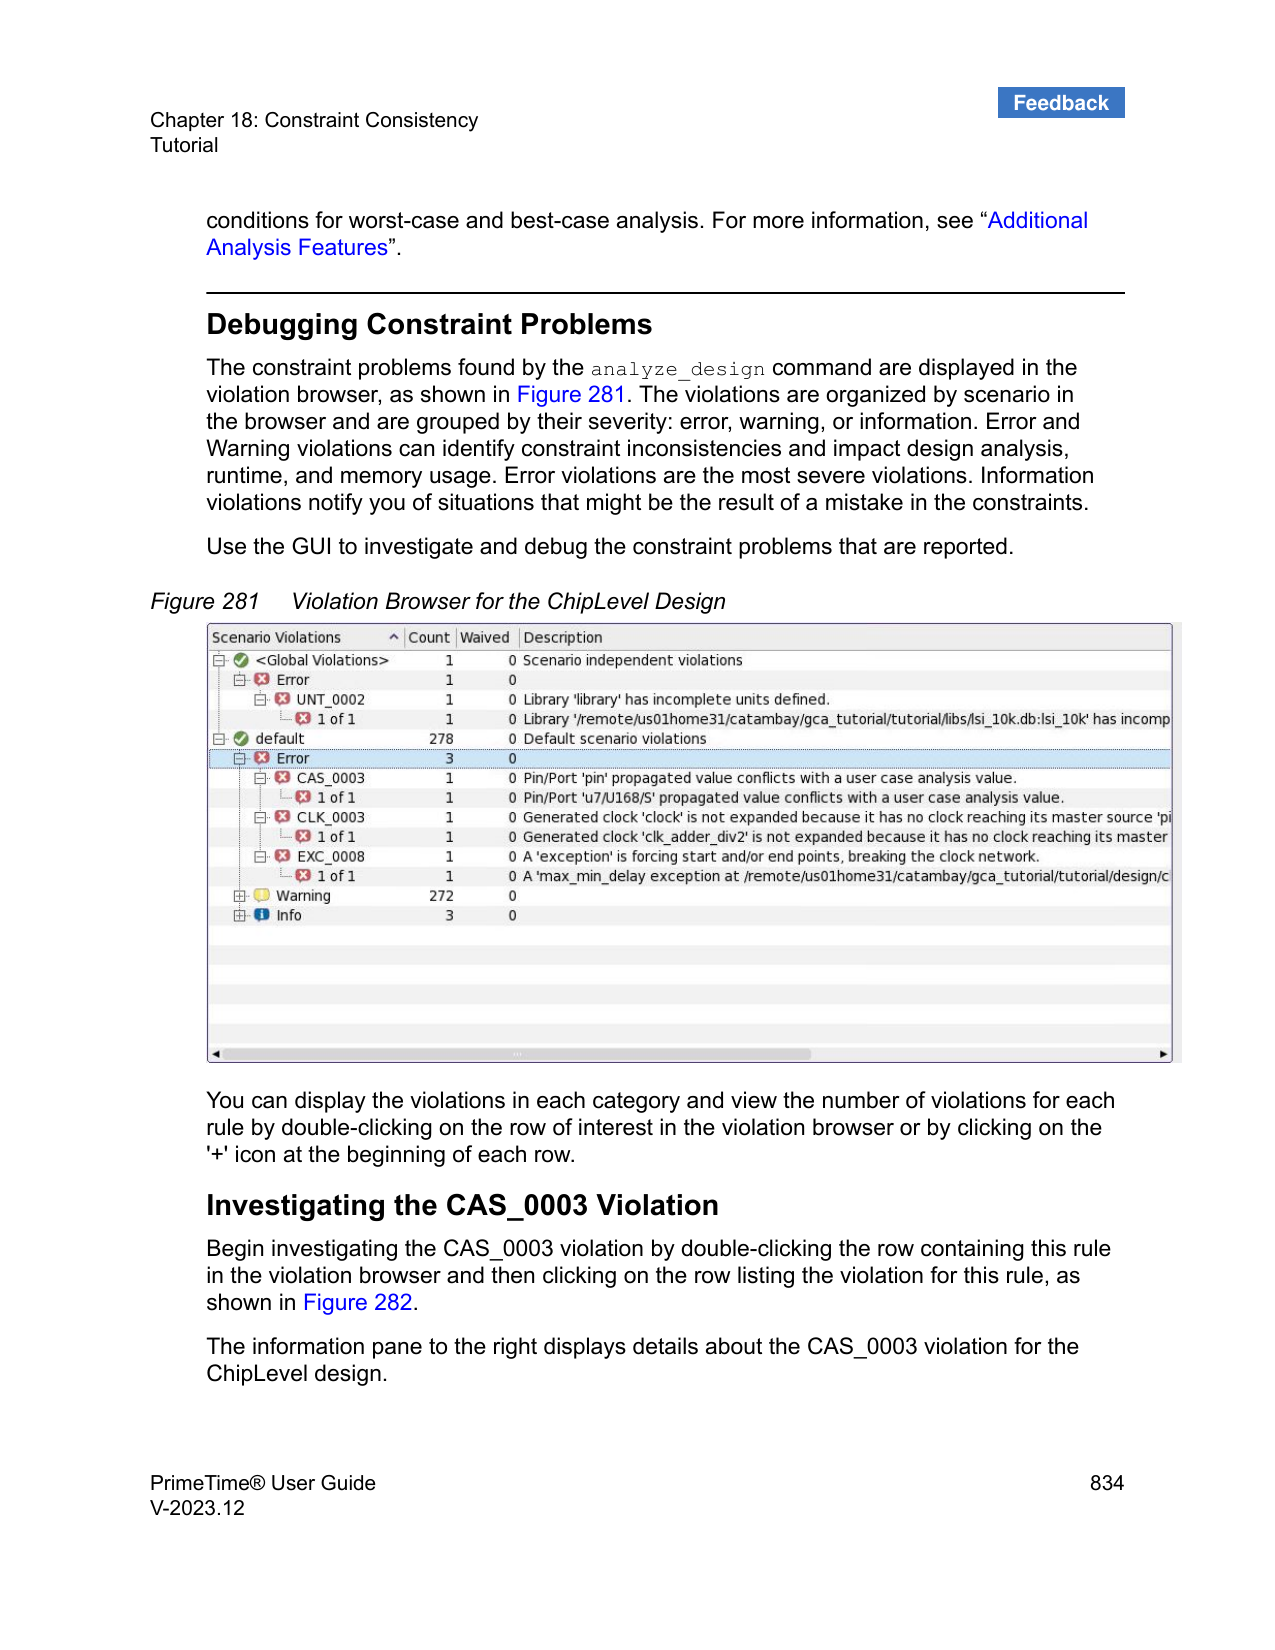 Feedback
Chapter 18: Constraint Consistency
Tutorial
conditions for worst-case and best-case analysis. For more information, see “Additional
Analysis Features”.
Debugging Constraint Problems
The constraint problems found by the analyze_design command are displayed in the
violation browser, as shown in Figure 281. The violations are organized by scenario in
the browser and are grouped by their severity: error, warning, or information. Error and
Warning violations can identify constraint inconsistencies and impact design analysis,
runtime, and memory usage. Error violations are the most severe violations. Information
violations notify you of situations that might be the result of a mistake in the constraints.
Use the GUI to investigate and debug the constraint problems that are reported.
Figure 281 Violation Browser for the ChipLevel Design
Scenario Violations Count Waived Description
<Global Violations> 1 0 Scenario independent violations
Error 1 0
UNT_0002 1 0 Library 'library' has incomplete units defined.
1 of 1 1 0 Library '/remote/us01home31/catambay/gca_tutorial/tutorial/libs/lsi_10k.db:lsi_10k' has incomp
default 278 0 Default scenario violations
Error 3 0
CAS_0003 1 0 Pin/Port 'pin' propagated value conflicts with a user case analysis value.
1 of 1 1 0 Pin/Port 'u7/U168/S' propagated value conflicts with a user case analysis value.
CLK_0003 1 0 Generated clock 'clock' is not expanded because it has no clock reaching its master source 'pi
1 of 1 1 0 Generated clock 'clk_adder_div2' is not expanded because it has no clock reaching its master
EXC_0008 1 0 A 'exception' is forcing start and/or end points, breaking the clock network.
1 of 1 1 0 A 'max_min_delay exception at /remote/us01home31/catambay/gca_tutorial/tutorial/design/c
Warning 272 0
Info 3 0
You can display the violations in each category and view the number of violations for each
rule by double-clicking on the row of interest in the violation browser or by clicking on the
'+' icon at the beginning of each row.
Investigating the CAS_0003 Violation
Begin investigating the CAS_0003 violation by double-clicking the row containing this rule
in the violation browser and then clicking on the row listing the violation for this rule, as
shown in Figure 282.
The information pane to the right displays details about the CAS_0003 violation for the
ChipLevel design.
PrimeTime® User Guide 834
V-2023.12